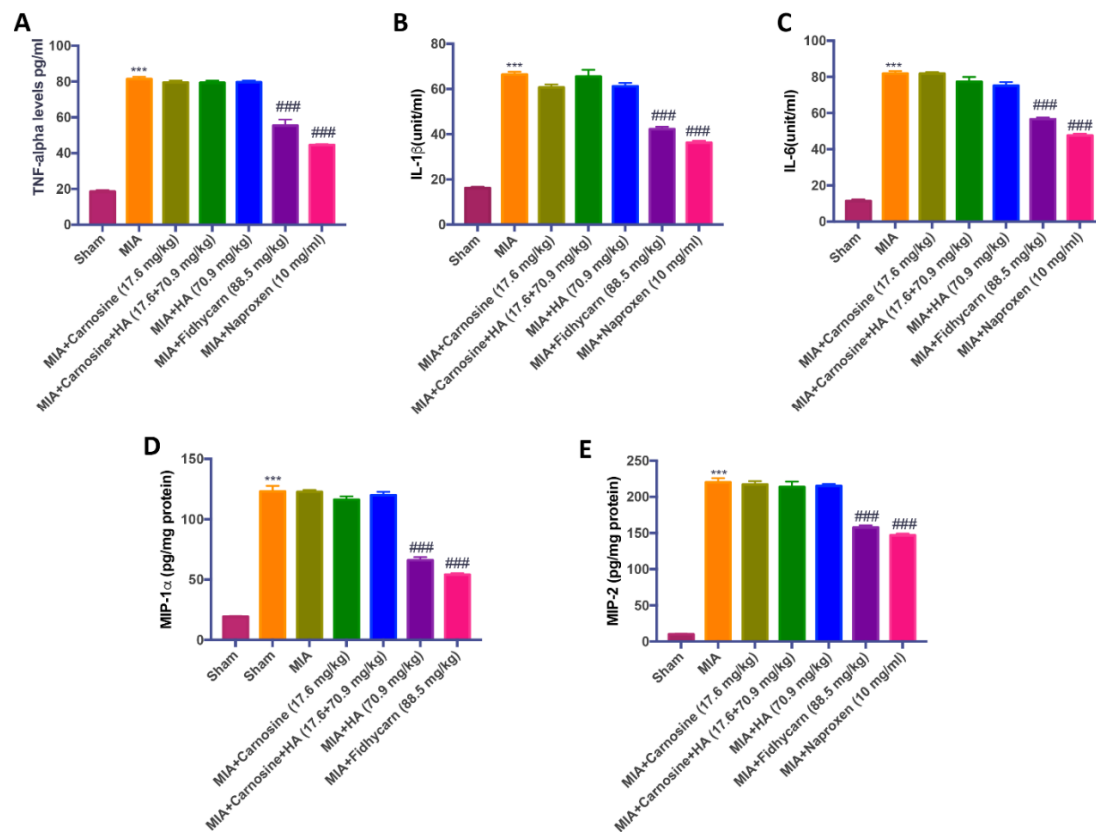 A
TNF-alpha levels pg/ml
100
80
60
40
20
0
***
###
###
Sham
MIA
MIA+Carnosine (17.6 mg/kg)
MIA+Carnosine+HA (17.6+70.9 mg/kg)
MIA+HA (70.9 mg/kg)
MIA+Fidhycarn (88.5 mg/kg)
MIA+Naproxen (10 mg/ml)
B
IL-1β(unit/ml)
80
60
40
20
0
***
###
###
Sham
MIA
MIA+Carnosine (17.6 mg/kg)
MIA+Carnosine+HA (17.6+70.9 mg/kg)
MIA+HA (70.9 mg/kg)
MIA+Fidhycarn (88.5 mg/kg)
MIA+Naproxen (10 mg/ml)
C
IL-6(unit/ml)
100
80
60
40
20
0
***
###
###
Sham
MIA
MIA+Carnosine (17.6 mg/kg)
MIA+Carnosine+HA (17.6+70.9 mg/kg)
MIA+HA (70.9 mg/kg)
MIA+Fidhycarn (88.5 mg/kg)
MIA+Naproxen (10 mg/ml)
D
MIP-1α (pg/mg protein)
150
100
50
0
***
###
###
Sham
Sham
MIA
MIA+Carnosine (17.6 mg/kg)
MIA+Carnosine+HA (17.6+70.9 mg/kg)
MIA+HA (70.9 mg/kg)
MIA+Fidhycarn (88.5 mg/kg)
E
MIP-2 (pg/mg protein)
250
200
150
100
50
0
***
###
###
Sham
MIA
MIA+Carnosine (17.6 mg/kg)
MIA+Carnosine+HA (17.6+70.9 mg/kg)
MIA+HA (70.9 mg/kg)
MIA+Fidhycarn (88.5 mg/kg)
MIA+Naproxen (10 mg/ml)